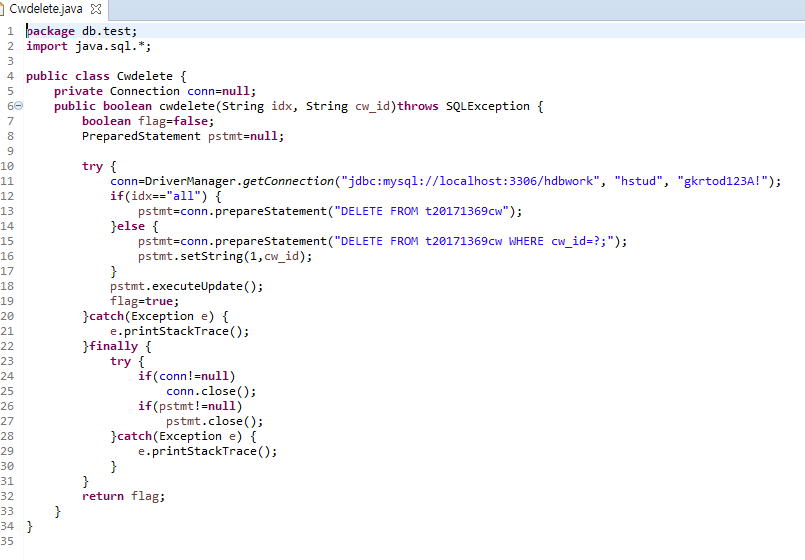 Cwdelete.java
1 package db.test;
2 import java.sql.*;
3
4 public class Cwdelete {
5     private Connection conn=null;
6     public boolean cwdelete(String idx, String cw_id)throws SQLException {
7         boolean flag=false;
8         PreparedStatement pstmt=null;
9
10         try {
11             conn=DriverManager.getConnection("jdbc:mysql://localhost:3306/hdbwork", "hstud", "gkrtod123A!");
12             if(idx=="all") {
13                 pstmt=conn.prepareStatement("DELETE FROM t20171369cw");
14             }else {
15                 pstmt=conn.prepareStatement("DELETE FROM t20171369cw WHERE cw_id=?;");
16                 pstmt.setString(1,cw_id);
17             }
18             pstmt.executeUpdate();
19             flag=true;
20         }catch(Exception e) {
21             e.printStackTrace();
22         }finally {
23             try {
24                 if(conn!=null)
25                     conn.close();
26                 if(pstmt!=null)
27                     pstmt.close();
28             }catch(Exception e) {
29                 e.printStackTrace();
30             }
31         }
32         return flag;
33     }
34 }
35